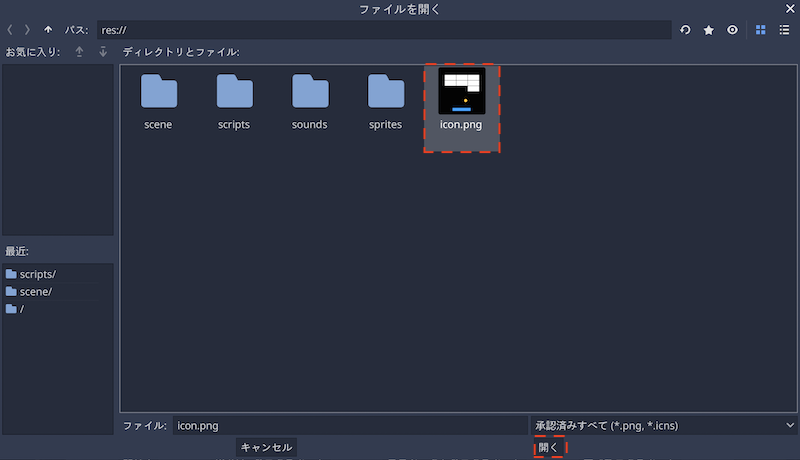 ファイルを開く
パス: res://
お気に入り:
ディレクトリとファイル:
scene
scripts
sounds
sprites
icon.png
最近:
scripts/
scene/
/
ファイル: icon.png
承認済みすべて (*.png, *.icns)
キャンセル
開く